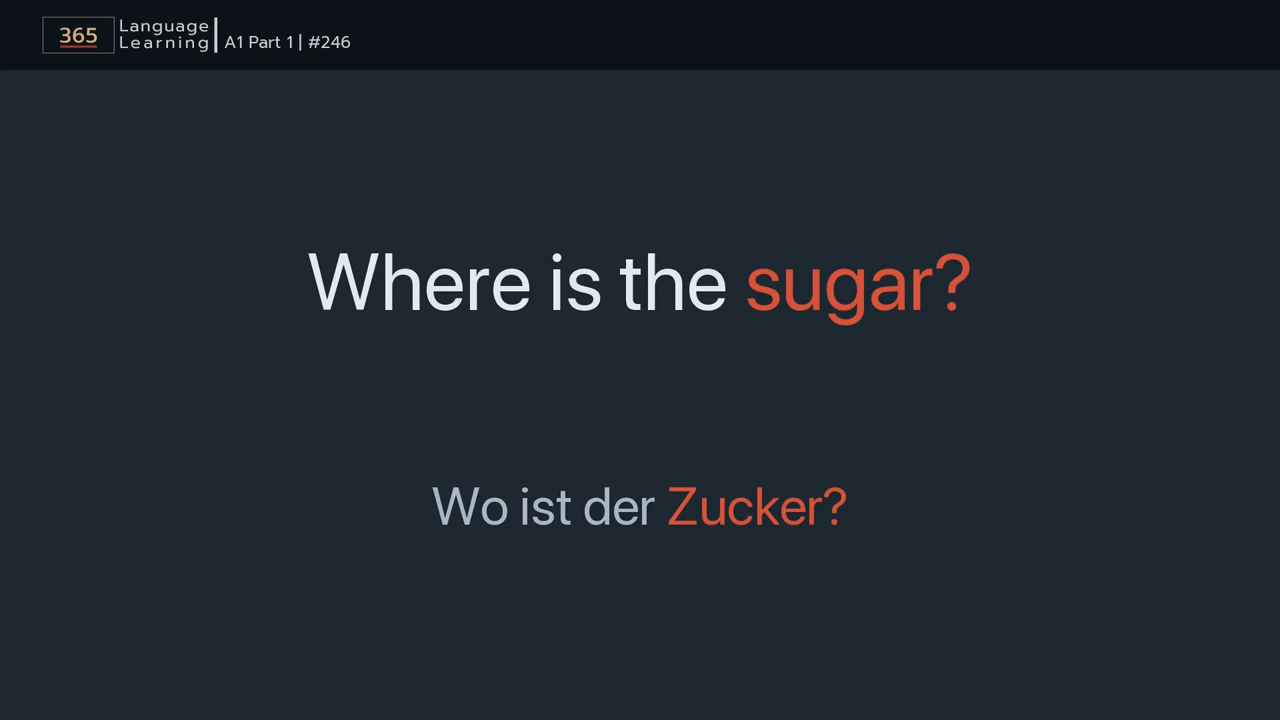 365
Language
Learning
A1 Part 1 | #246
Where is the sugar?
Wo ist der Zucker?